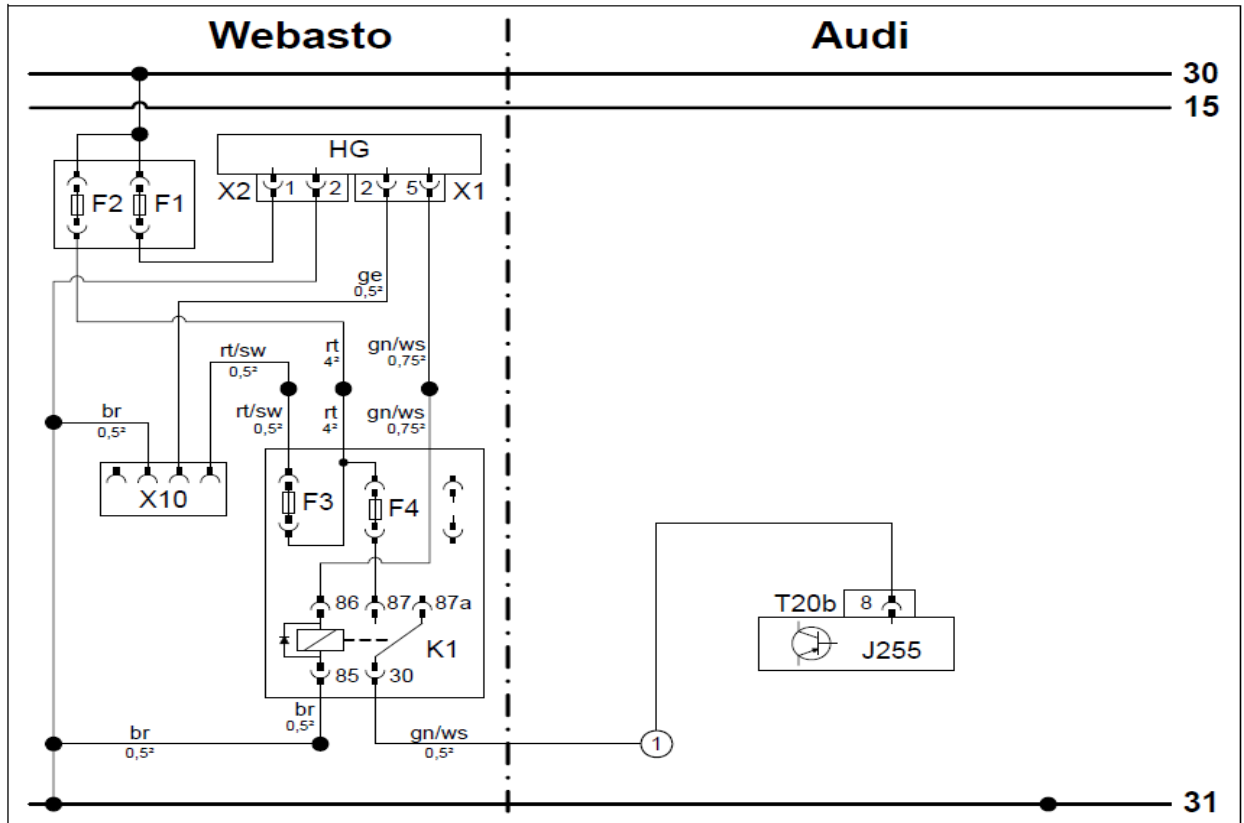 Webasto
Audi
30
15
HG
F2 F1
X2 1 2 2 5 X1
ge
0,5²
rt/sw
0,5²
rt
4²
gn/ws
0,75²
br
0,5²
rt/sw
0,5²
rt
4²
gn/ws
0,75²
X10
F3 F4
T20b 8
J255
86 87 87a
K1
85 30
br
0,5²
br
0,5²
gn/ws
0,5²
1
31